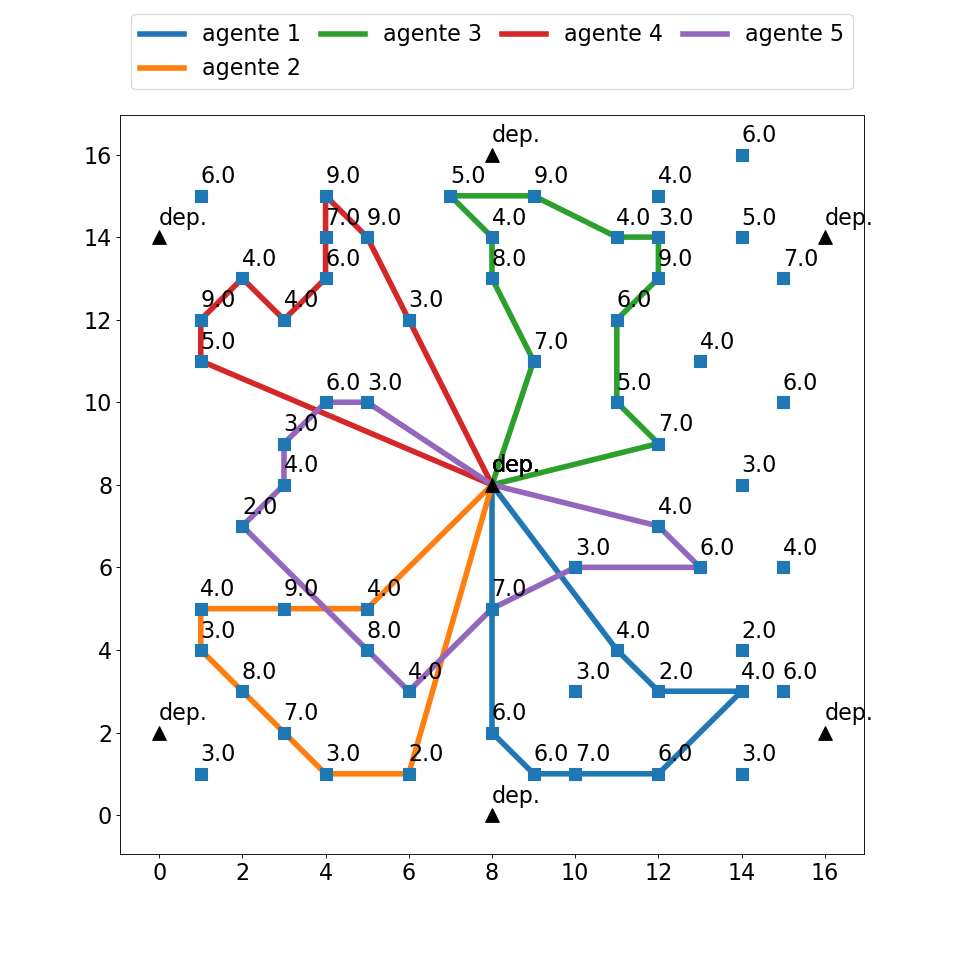 agente 1 agente 3 agente 4 agente 5
agente 2
6.0
16 dep.
6.0 9.0 5.0 9.0 4.0
14 dep. 7.0 9.0 4.0 4.0 3.0 5.0 dep.
4.0 6.0 8.0 9.0 7.0
12 9.0 4.0 3.0 6.0
5.0 7.0 4.0
10 6.0 3.0 5.0 6.0
3.0 7.0
8 4.0 dep. 3.0
2.0 4.0
6 3.0 6.0 4.0
4.0 9.0 4.0 7.0
4 3.0 8.0 4.0 2.0
8.0 4.0 3.0 2.0 4.0 6.0
2 dep. 7.0 6.0 dep.
3.0 3.0 2.0 6.0 7.0 6.0 3.0
0 dep.
0 2 4 6 8 10 12 14 16